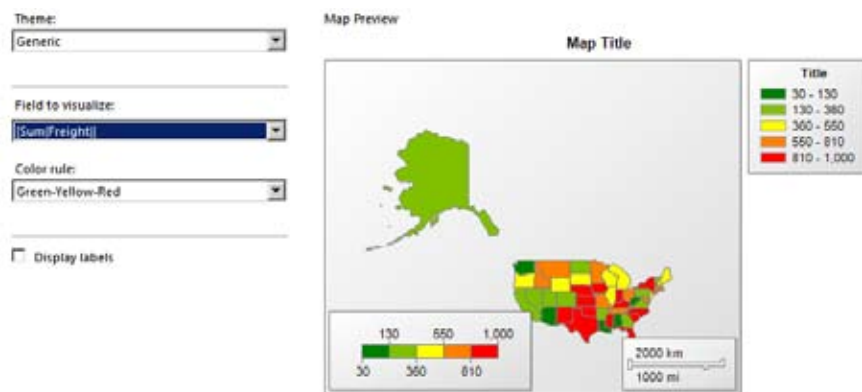 Theme:
Generic
Field to visualize:
[Sum(Freight)]
Color rule:
Green-Yellow-Red
Display labels
Map Preview
Map Title
Title
30 - 130
130 - 360
360 - 550
550 - 810
810 - 1,000
130 550 1,000
30 360 810
2000 km
1000 mi